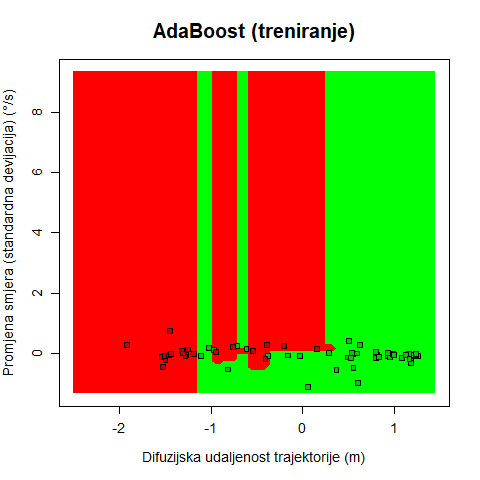 AdaBoost (treniranje)
Promjena smjera (standardna devijacija) (°/s)
8
6
4
2
0
-2 -1 0 1
Difuzijska udaljenost trajektorije (m)